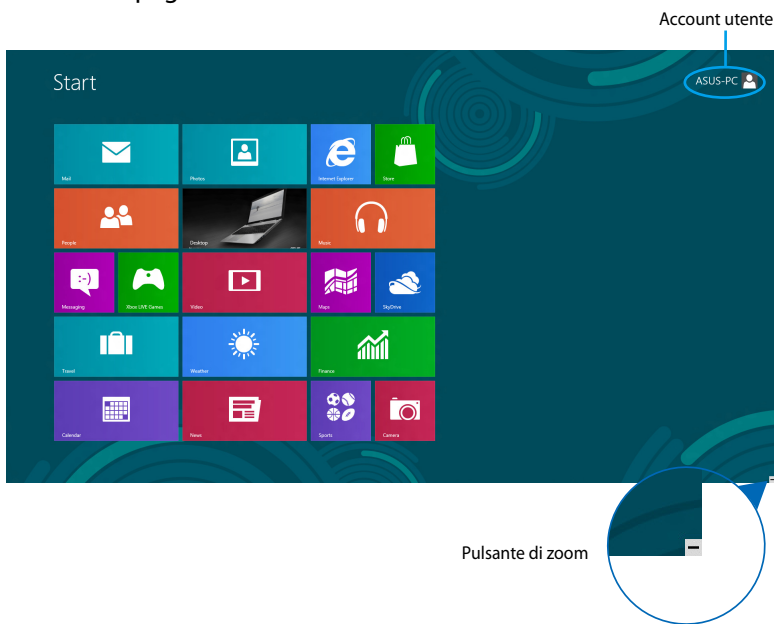 Account utente
Start
ASUS-PC
Mail
Photos
Internet Explorer
Store
People
Desktop
Music
Messaging
Xbox LIVE Games
Video
Maps
SkyDrive
Travel
Weather
Finance
Calendar
News
Sports
Camera
Pulsante di zoom